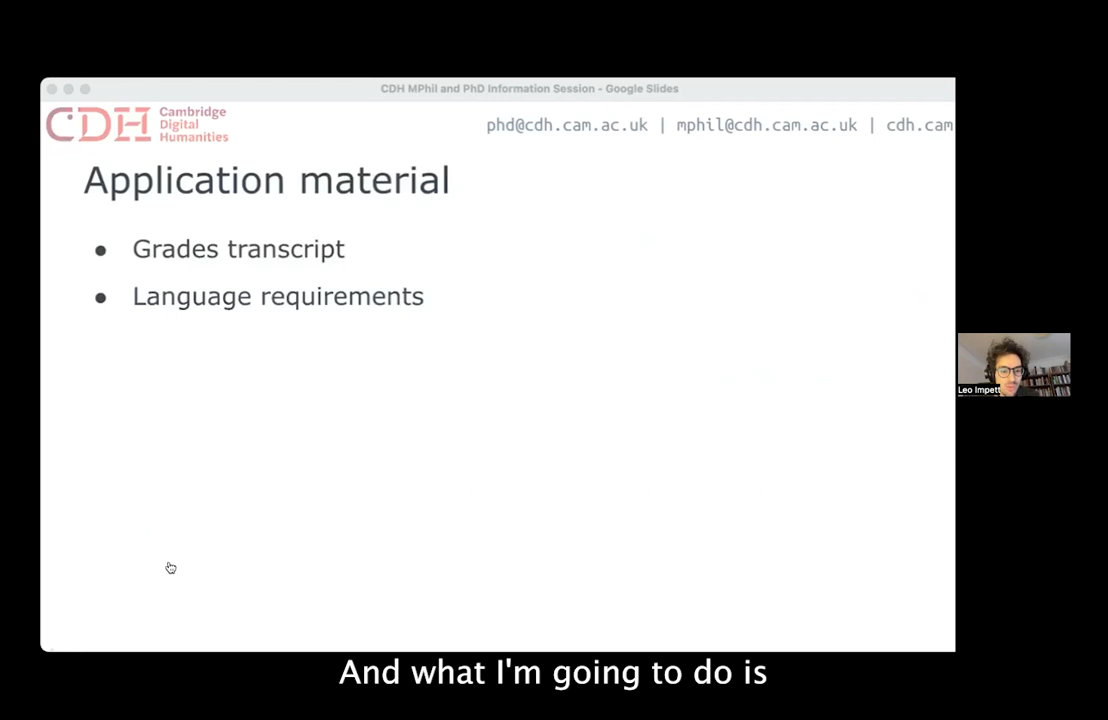 CDH MPhil and PhD Information Session - Google Slides
CDH Cambridge
Digital
Humanities
phd@cdh.cam.ac.uk | mphil@cdh.cam.ac.uk | cdh.cam
Application material
● Grades transcript
● Language requirements
Leo Impett
And what I'm going to do is